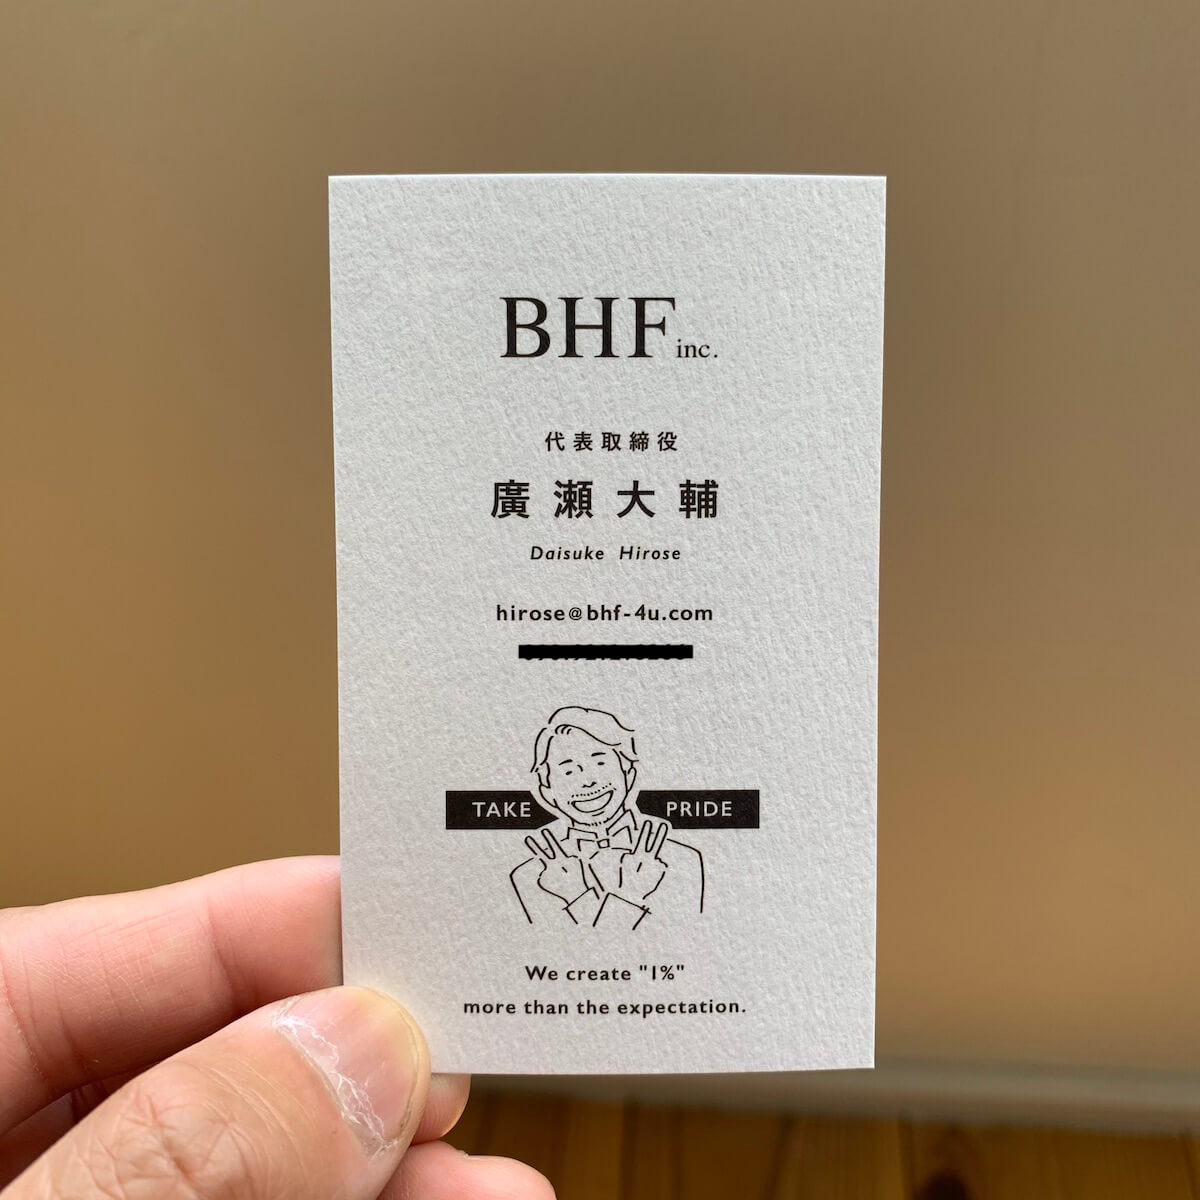 BHF inc.
代表取締役
廣瀬大輔
Daisuke Hirose
hirose@bhf-4u.com
TAKE PRIDE
We create "1%"
more than the expectation.